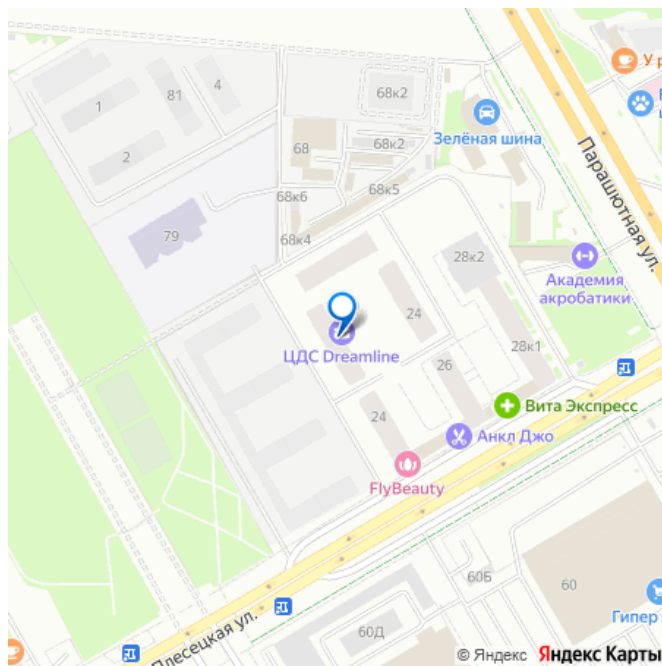 81
4
1
2
68к2
У
68
68к2
Зелёная шина
68к6
68к5
Парашютная ул.
79
68к4
28к2
Академия
акробатики
24
ЦДС Dreamline
26
28к1
24
Вита Экспресс
Анкл Джо
FlyBeauty
60Б
60
Гипер
Плесецкая ул.
60Д
© Яндекс Яндекс Карты